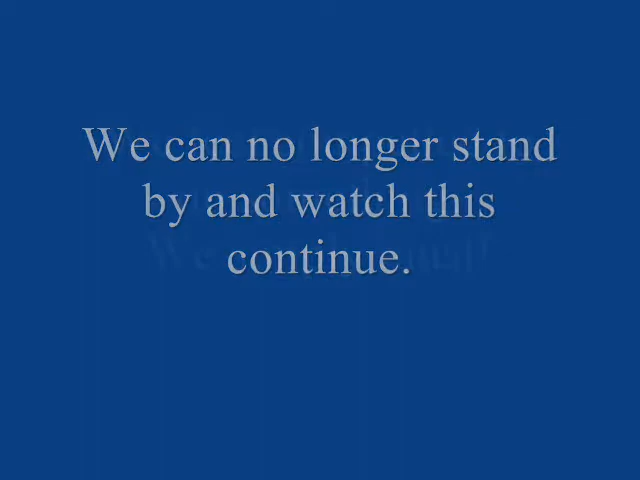 We can no longer stand
by and watch this
continue.